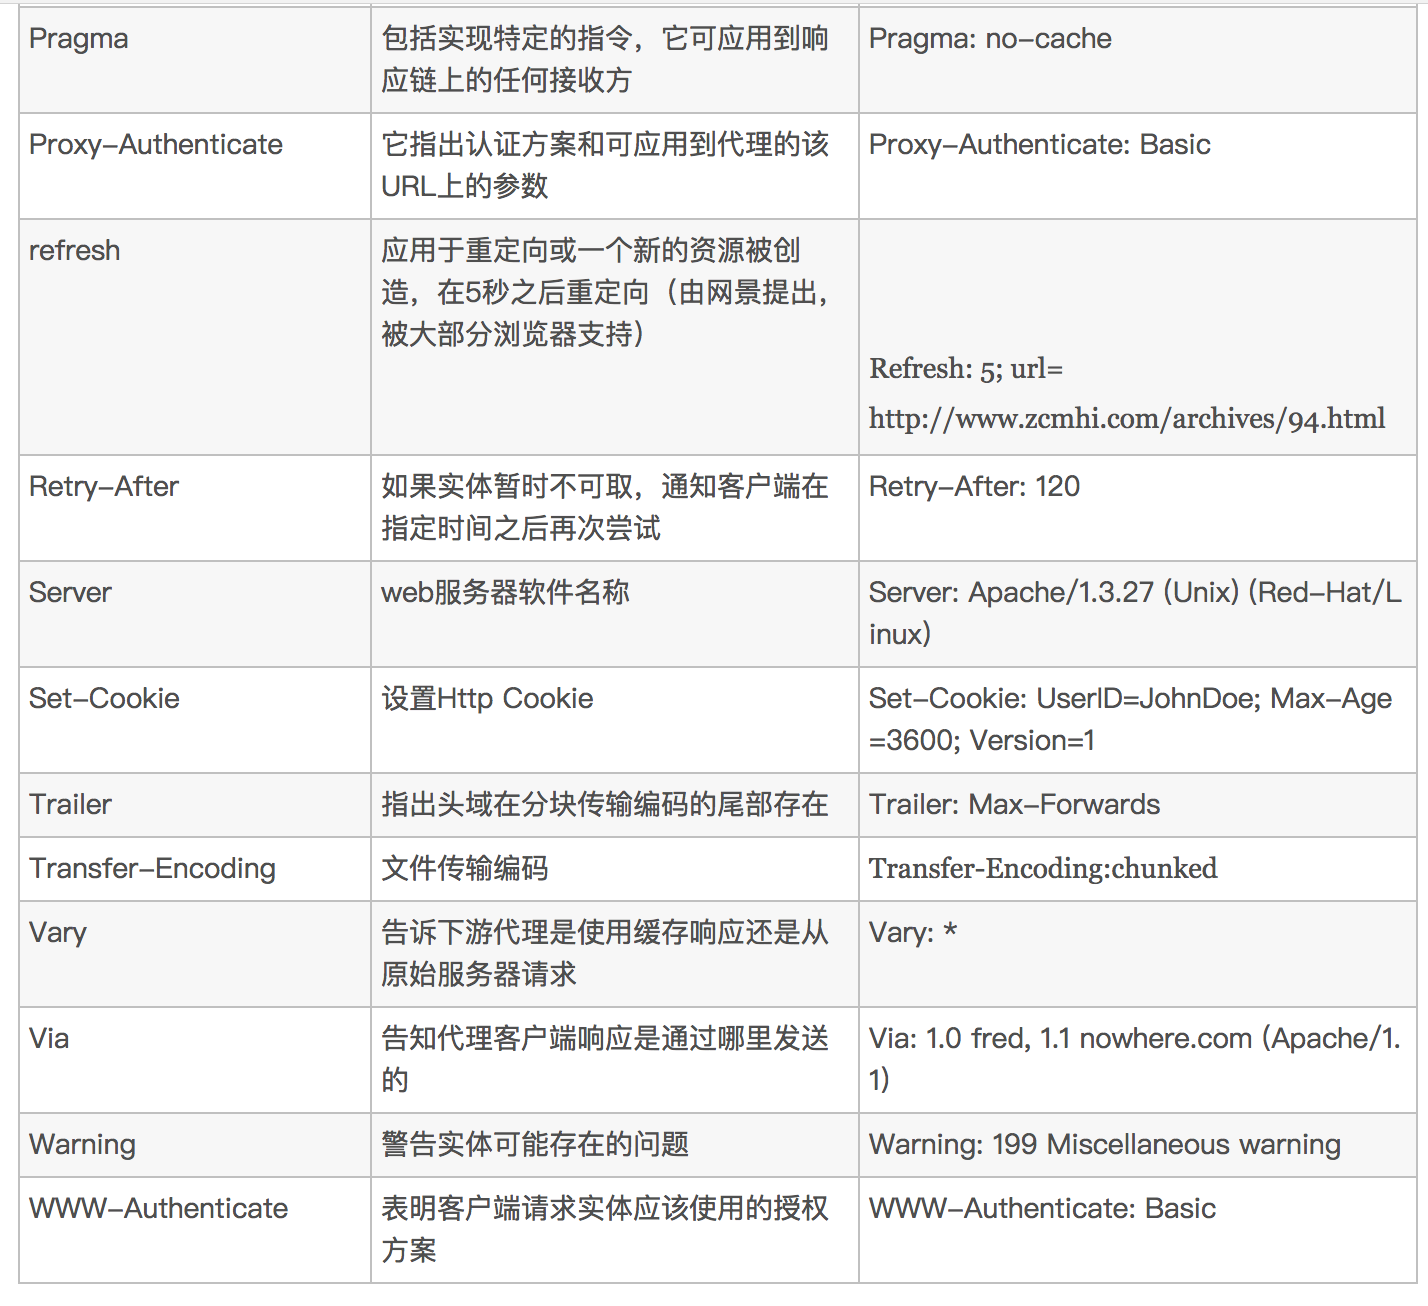 Pragma
包括实现特定的指令，它可应用到响
应链上的任何接收方
Pragma: no-cache
Proxy-Authenticate
它指出认证方案和可应用到代理的该
URL上的参数
Proxy-Authenticate: Basic
refresh
应用于重定向或一个新的资源被创
造，在5秒之后重定向（由网景提出，
被大部分浏览器支持）
Refresh: 5; url=
http://www.zcmhi.com/archives/94.html
Retry-After
如果实体暂时不可取，通知客户端在
指定时间之后再次尝试
Retry-After: 120
Server
web服务器软件名称
Server: Apache/1.3.27 (Unix) (Red-Hat/L
inux)
Set-Cookie
设置Http Cookie
Set-Cookie: UserID=JohnDoe; Max-Age
=3600; Version=1
Trailer
指出头域在分块传输编码的尾部存在
Trailer: Max-Forwards
Transfer-Encoding
文件传输编码
Transfer-Encoding:chunked
Vary
告诉下游代理是使用缓存响应还是从
原始服务器请求
Vary: *
Via
告知代理客户端响应是通过哪里发送
的
Via: 1.0 fred, 1.1 nowhere.com (Apache/1.
1)
Warning
警告实体可能存在的问题
Warning: 199 Miscellaneous warning
WWW-Authenticate
表明客户端请求实体应该使用的授权
方案
WWW-Authenticate: Basic